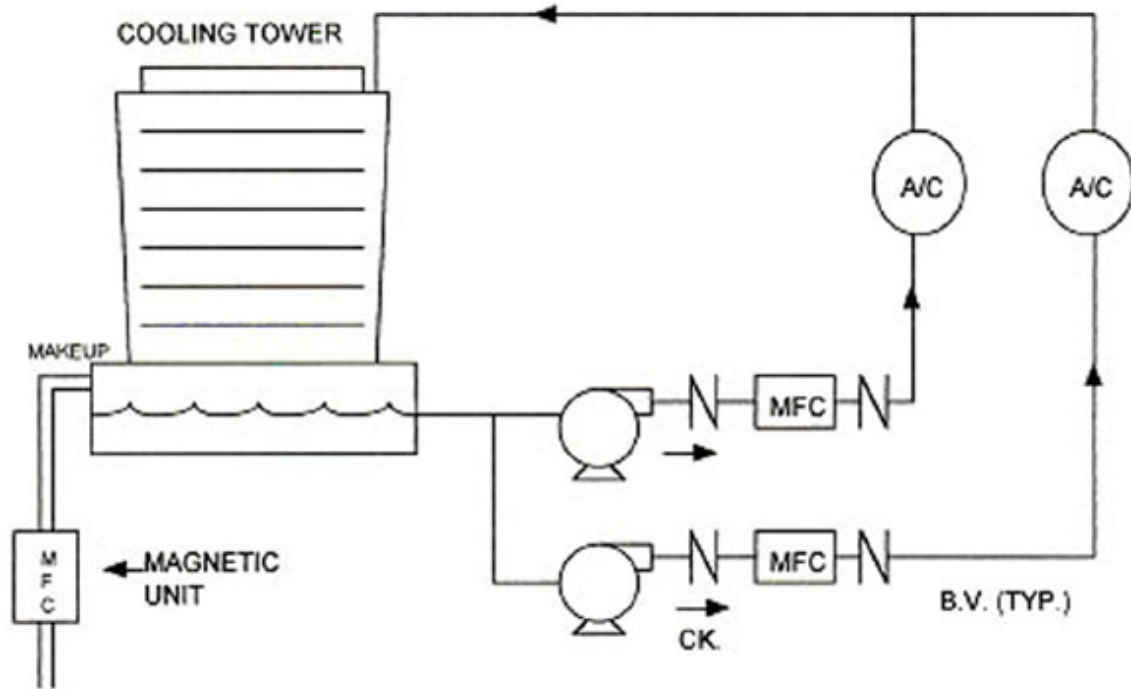 COOLING TOWER
A/C
A/C
MAKEUP
MFC
M
F
C
MAGNETIC
UNIT
MFC
CK.
B.V. (TYP.)